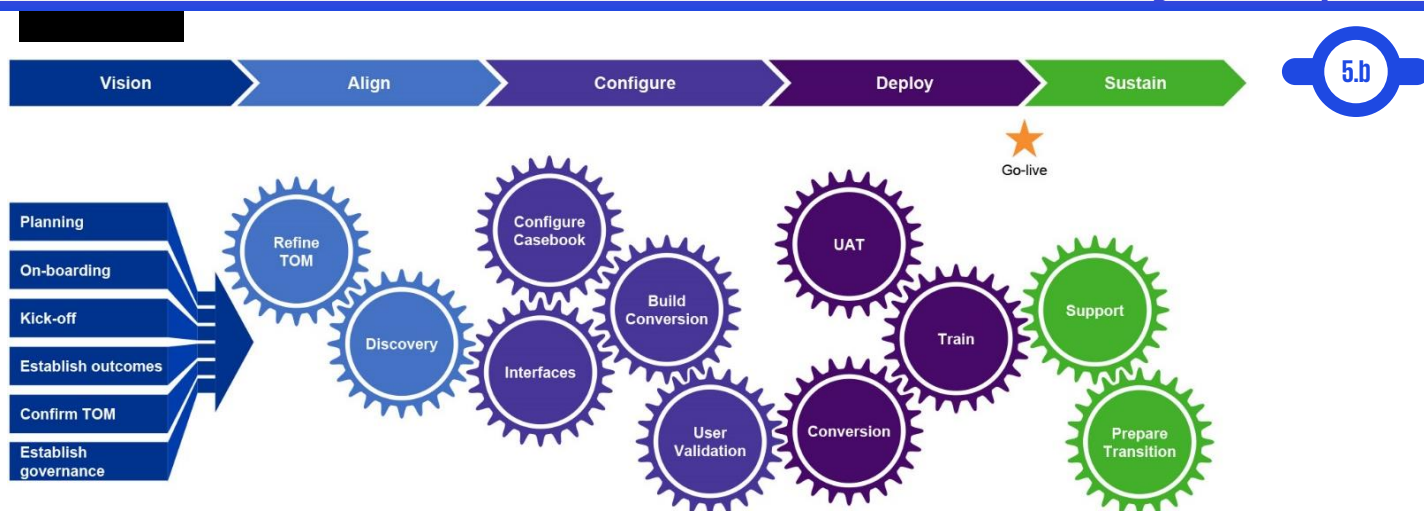 Vision
Align
Configure
Deploy
Sustain
5.b
Go-live
Planning
On-boarding
Kick-off
Establish outcomes
Confirm TOM
Establish
governance
Refine
TOM
Discovery
Configure
Casebook
Interfaces
Build
Conversion
User
Validation
UAT
Conversion
Train
Support
Prepare
Transition